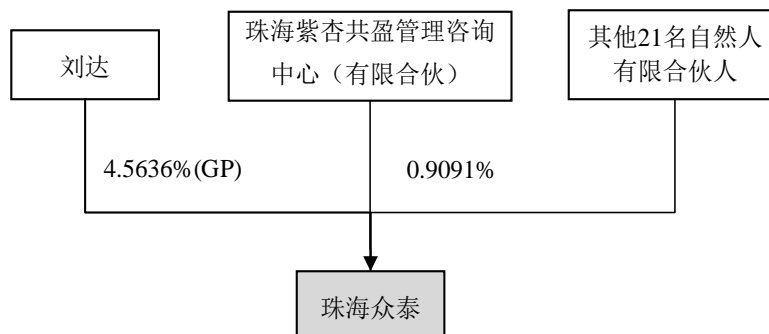 刘达
珠海紫杏共盈管理咨询
中心（有限合伙）
其他21名自然人
有限合伙人
4.5636%(GP)
0.9091%
珠海众泰